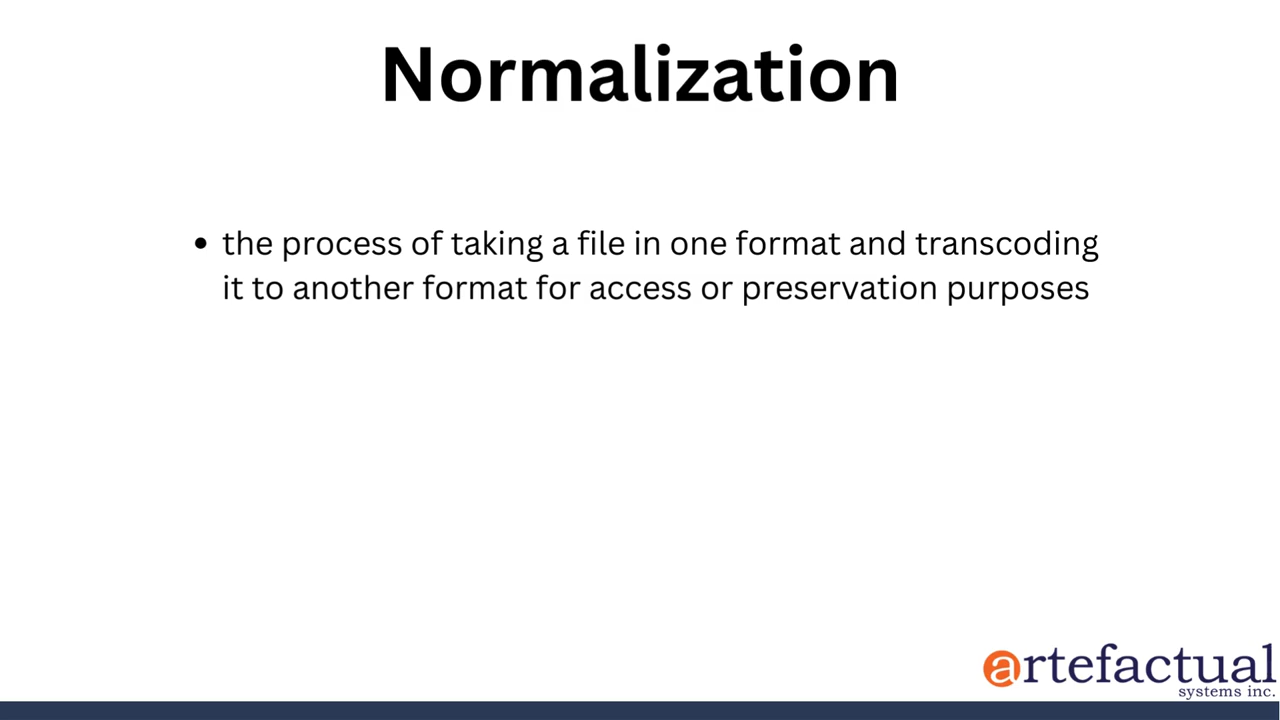 Normalization
• the process of taking a file in one format and transcoding
it to another format for access or preservation purposes
artefactual
systems inc.